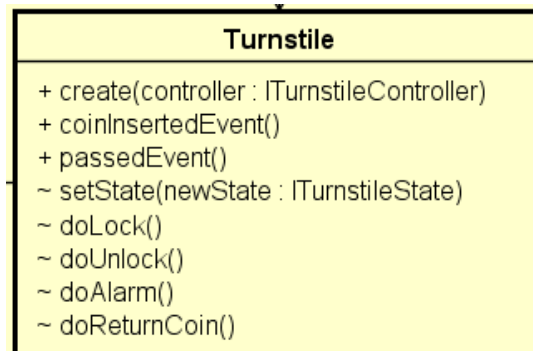 Turnstile
+ create(controller : ITurnstileController)
+ coinInsertedEvent()
+ passedEvent()
~ setState(newState : ITurnstileState)
~ doLock()
~ doUnlock()
~ doAlarm()
~ doReturnCoin()